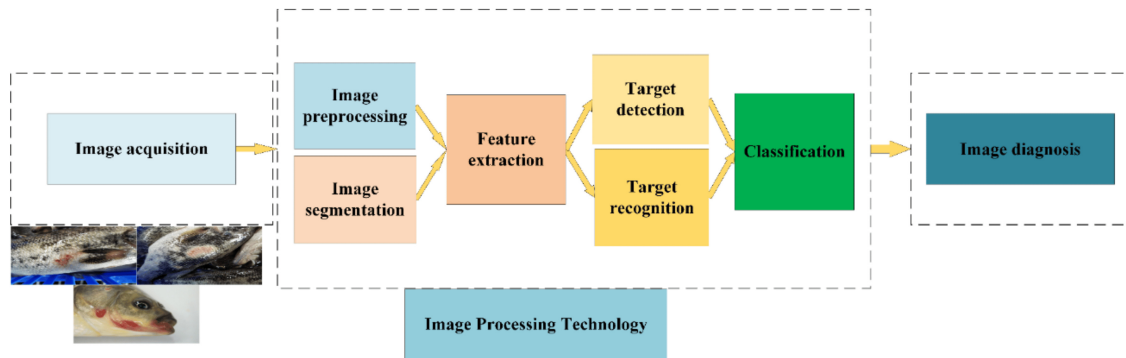 Image acquisition
Image
preprocessing
Image
segmentation
Feature
extraction
Target
detection
Target
recognition
Classification
Image diagnosis
Image Processing Technology